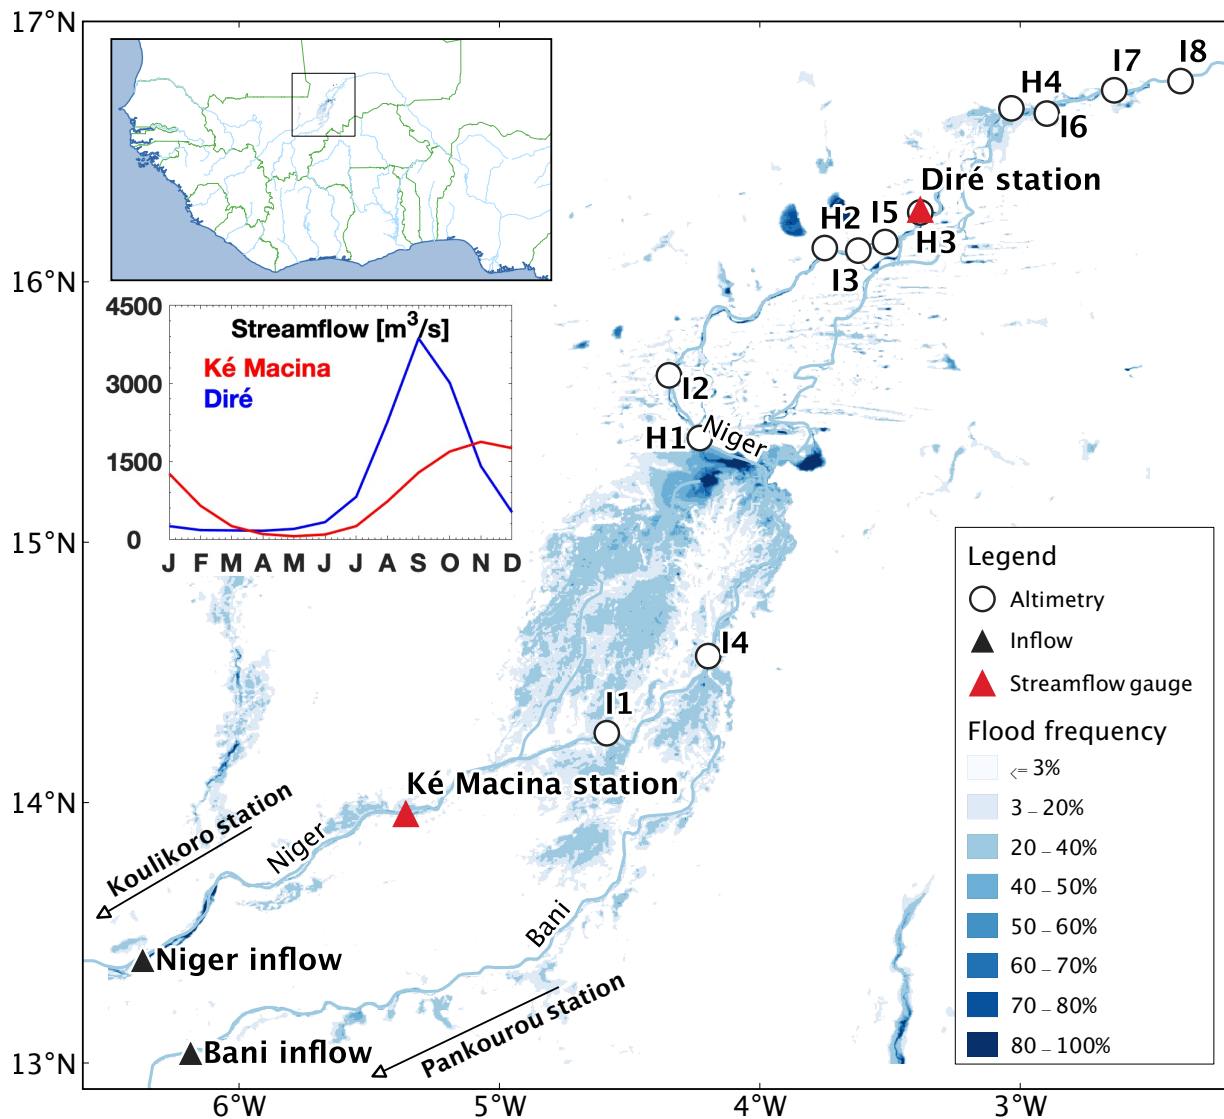 17°N
16°N
15°N
14°N
13°N
6°W
5°W
4°W
3°W
4500
3000
1500
0
Streamflow [m³/s]
Ké Macina
Diré
J F M A M J J A S O N D
I8
I7
H4
I6
Diré station
H2
I5
H3
I3
I2
H1
Niger
I4
I1
Ké Macina station
Koulikoro station
Niger
Bani
Niger inflow
Pankourou station
Bani inflow
Legend
Altimetry
Inflow
Streamflow gauge
Flood frequency
<= 3%
3 – 20%
20 – 40%
40 – 50%
50 – 60%
60 – 70%
70 – 80%
80 – 100%